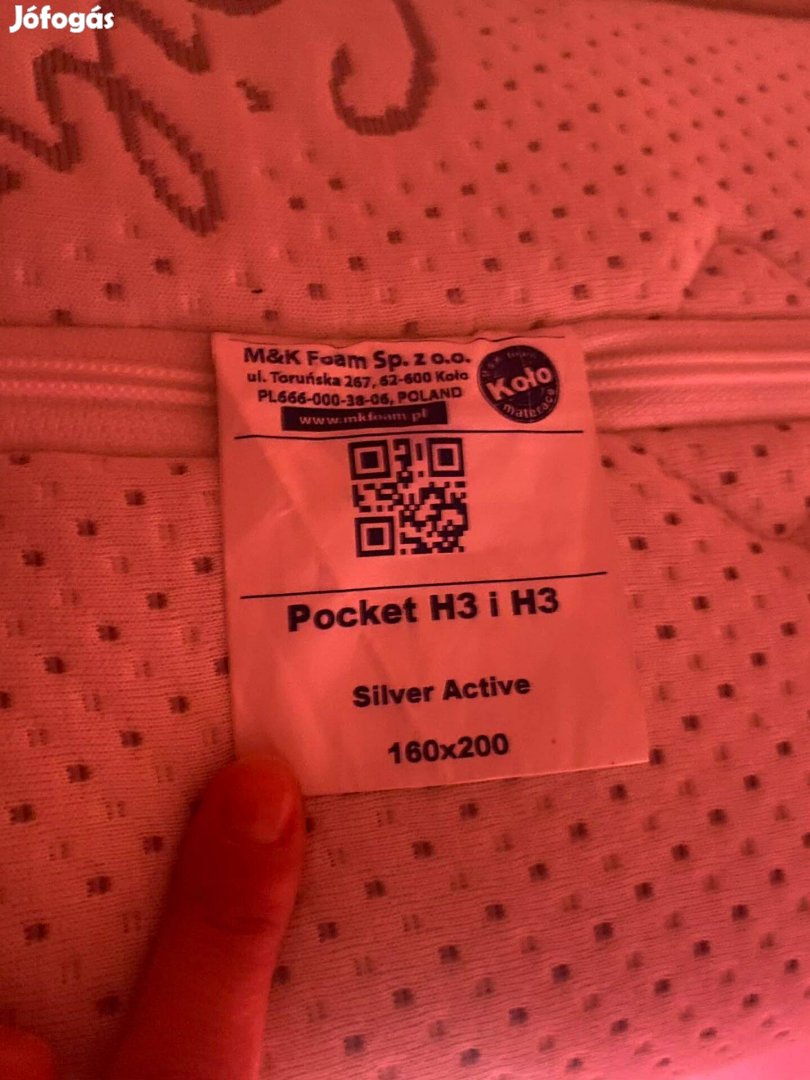 Jófogás
M&K Foam Sp. z o.o.
ul. Toruńska 267, 62-600 Koło
PL666-000-38-06, POLAND
www.mkfoam.pl
Koło
materace
Pocket H3 i H3
Silver Active
160x200